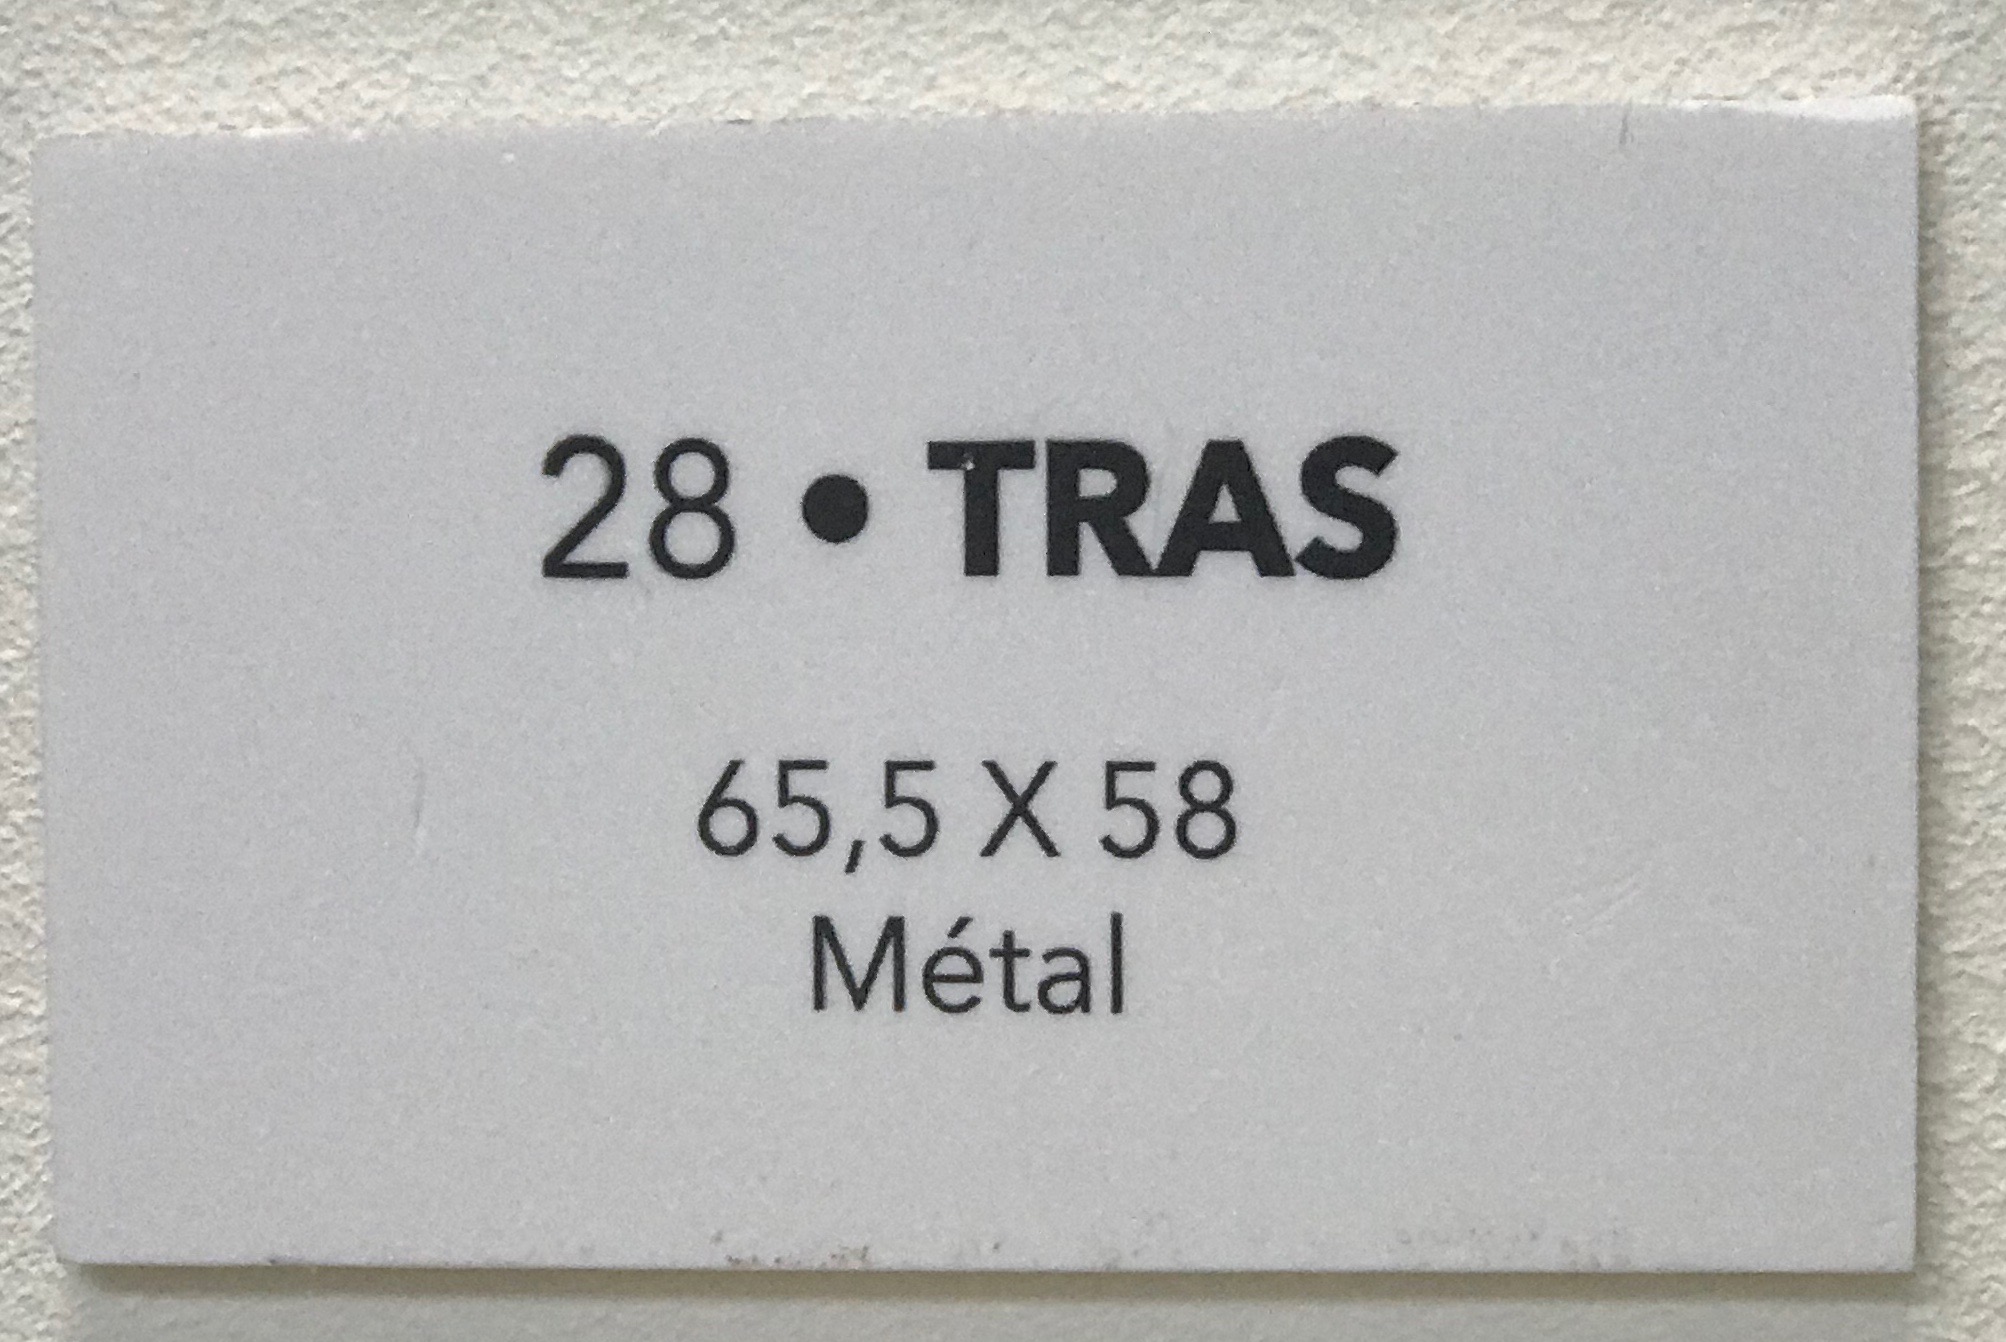 28 • TRAS
65,5 X 58
Métal